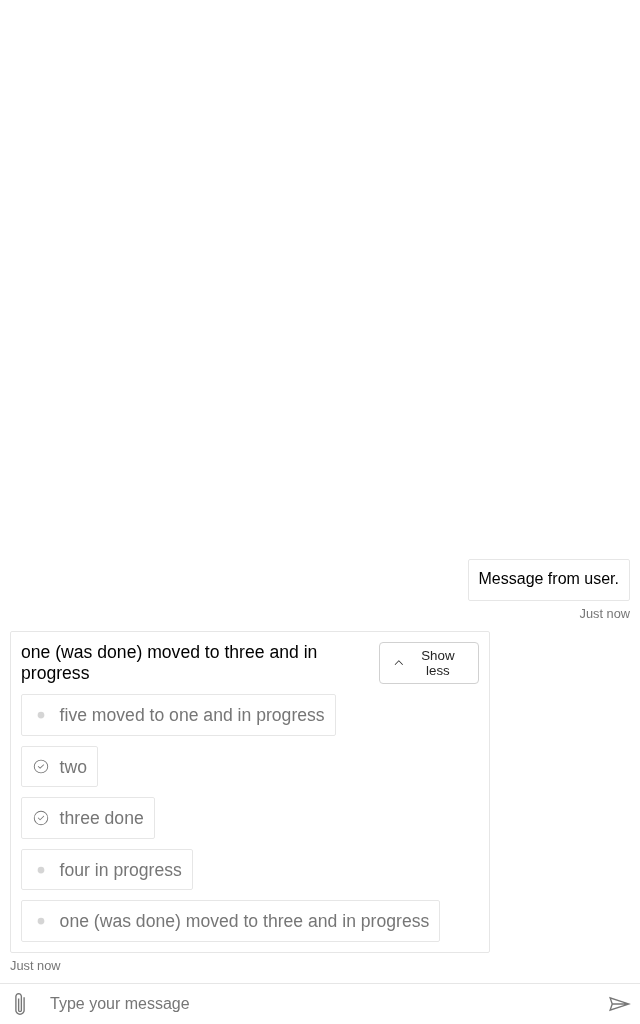 Message from user.
Just now
one (was done) moved to three and in
progress
Show
less
five moved to one and in progress
two
three done
four in progress
one (was done) moved to three and in progress
Just now
Type your message